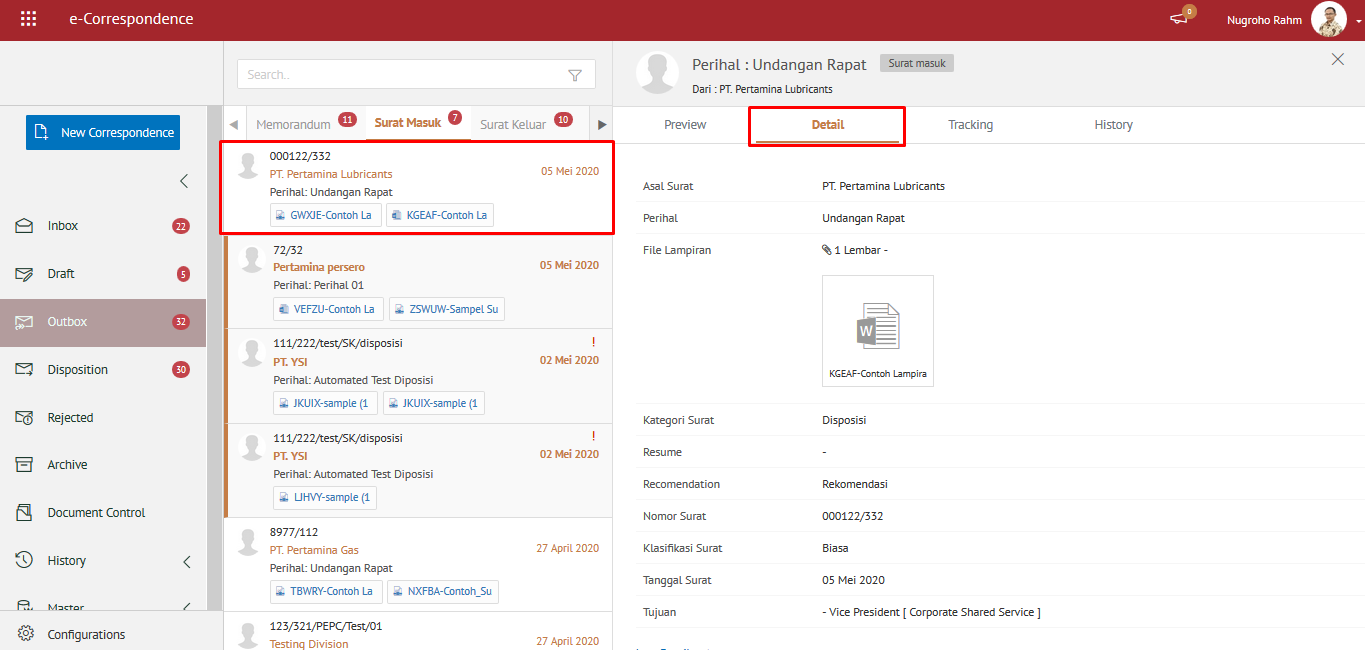 e-Correspondence
0
Nugroho Rahm
New Correspondence
Inbox 22
Draft 5
Outbox 32
Disposition 30
Rejected
Archive
Document Control
History
Master
Configurations
Search..
Memorandum 11 Surat Masuk 7 Surat Keluar 10
000122/332
PT. Pertamina Lubricants 05 Mei 2020
Perihal: Undangan Rapat
GWXJE-Contoh La KGEAF-Contoh La
72/32
Pertamina persero 05 Mei 2020
Perihal: Perihal 01
VEFZU-Contoh La ZSWUW-Sampel Su
111/222/test/SK/disposisi !
PT. YSI 02 Mei 2020
Perihal: Automated Test Diposisi
JKUIX-sample (1 JKUIX-sample (1
111/222/test/SK/disposisi !
PT. YSI 02 Mei 2020
Perihal: Automated Test Diposisi
LJHVY-sample (1
8977/112
PT. Pertamina Gas 27 April 2020
Perihal: Undangan Rapat
TBWRY-Contoh La NXFBA-Contoh_Su
123/321/PEPC/Test/01
Testing Division 27 April 2020
Perihal : Undangan Rapat Surat masuk
Dari : PT. Pertamina Lubricants
Preview Detail Tracking History
Asal Surat PT. Pertamina Lubricants
Perihal Undangan Rapat
File Lampiran 1 Lembar -
W
KGEAF-Contoh Lampira
Kategori Surat Disposisi
Resume -
Recomendation Rekomendasi
Nomor Surat 000122/332
Klasifikasi Surat Biasa
Tanggal Surat 05 Mei 2020
Tujuan - Vice President [ Corporate Shared Service ]